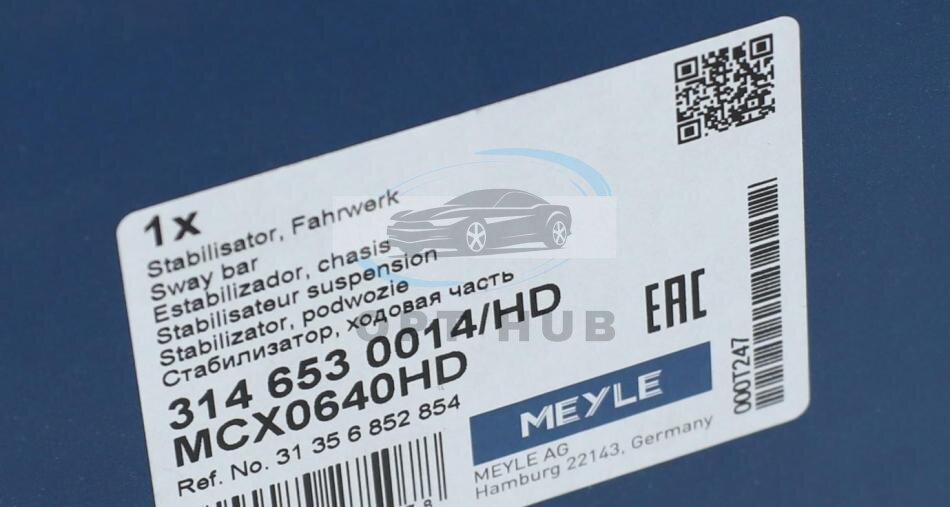 1x
Stabilisator, Fahrwerk
Sway bar
Estabilizador, chasis
Stabilisateur suspension
Stabilizator, podwozie
Стабилизатор, ходовая часть
314 653 0014/HD
MCX0640HD
Ref. No. 31 35 6 852 854
EAC
MEYLE
MEYLE AG
Hamburg 22143, Germany
000T247
OPT HUB